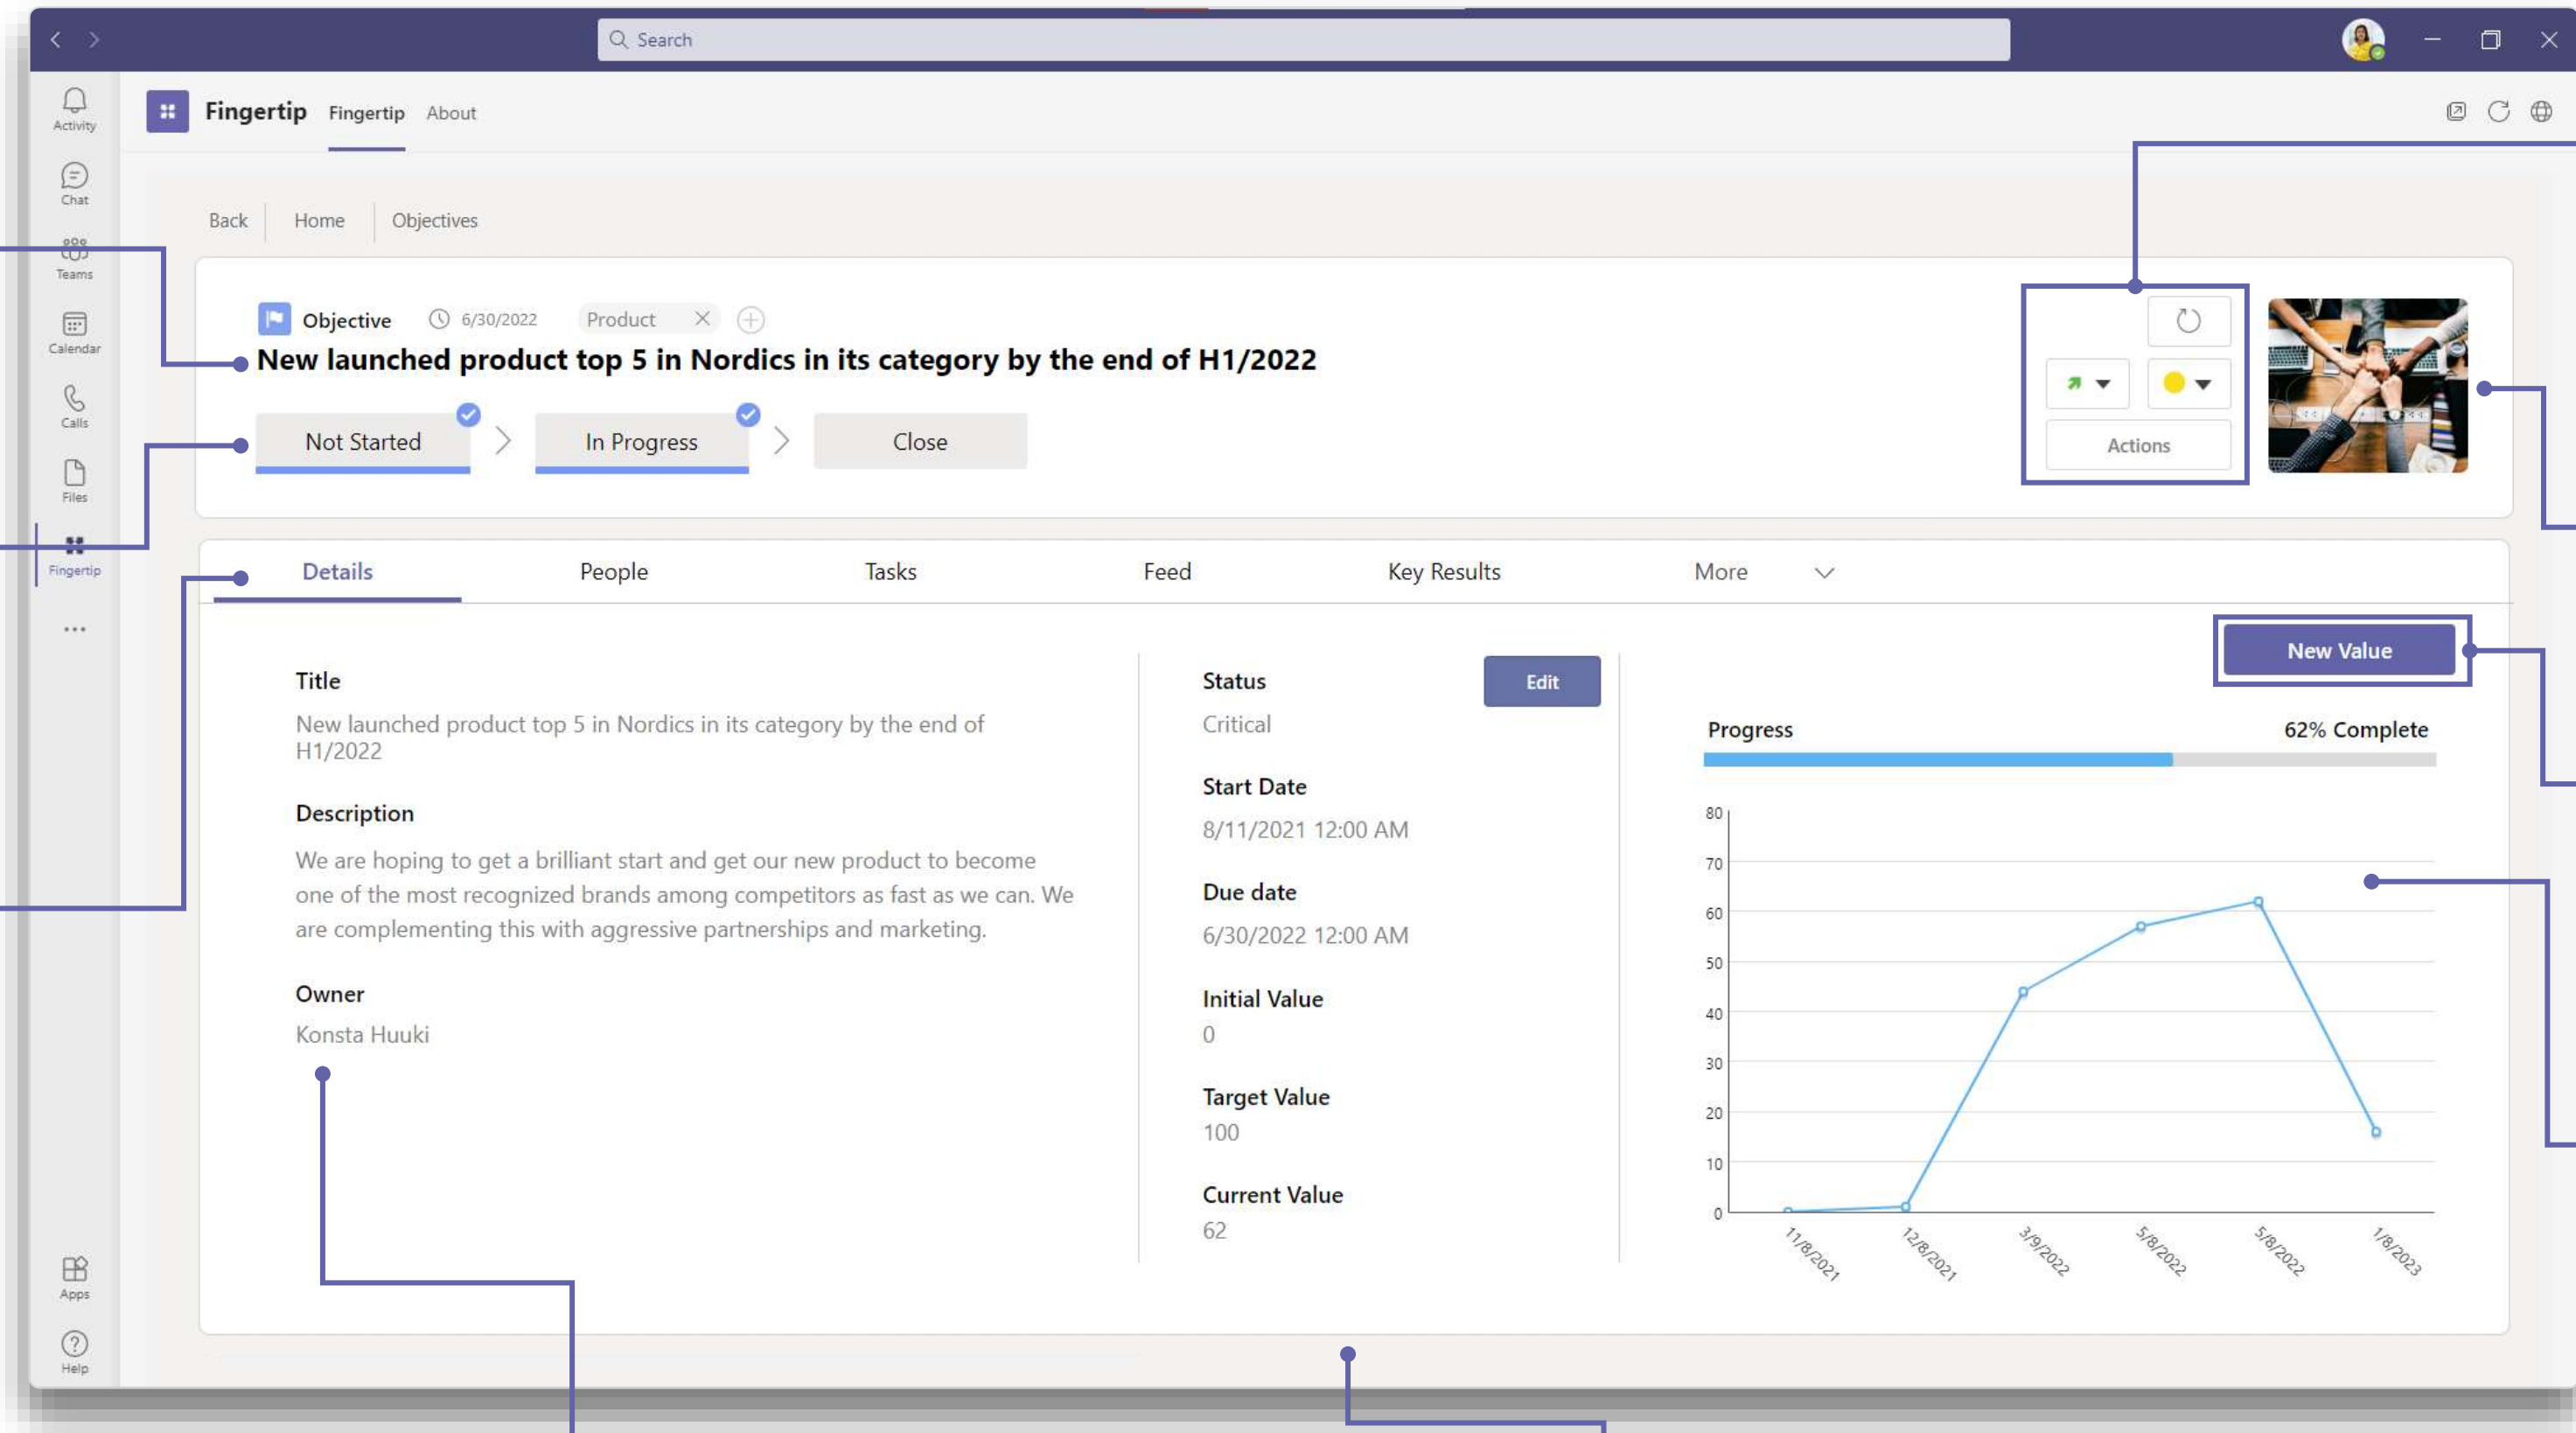 Search
Activity
Chat
Teams
Calendar
Calls
Files
Fingertip
Apps
Help
Fingertip Fingertip About
Back Home Objectives
Objective 6/30/2022 Product
New launched product top 5 in Nordics in its category by the end of H1/2022
Not Started In Progress Close
Actions
Details People Tasks Feed Key Results More
Title
New launched product top 5 in Nordics in its category by the end of
H1/2022
Description
We are hoping to get a brilliant start and get our new product to become
one of the most recognized brands among competitors as fast as we can. We
are complementing this with aggressive partnerships and marketing.
Owner
Konsta Huuki
Status Edit
Critical
Start Date
8/11/2021 12:00 AM
Due date
6/30/2022 12:00 AM
Initial Value
0
Target Value
100
Current Value
62
New Value
Progress 62% Complete
80
70
60
50
40
30
20
10
0
11/8/2021 12/8/2021 3/9/2022 5/8/2022 5/8/2022 1/8/2023